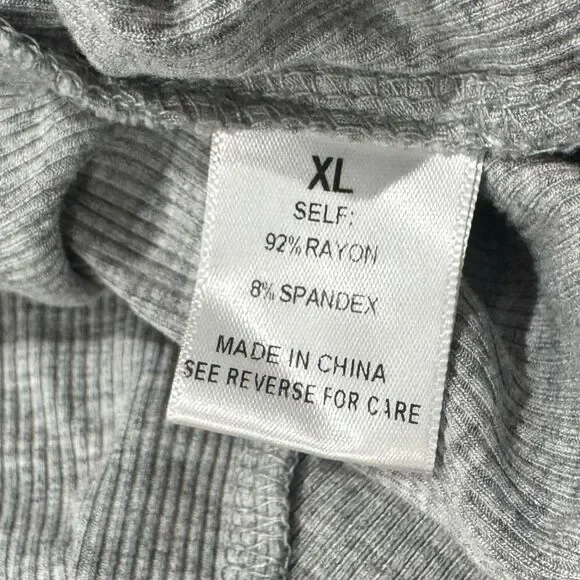 XL
SELF:
92% RAYON
8% SPANDEX
MADE IN CHINA
SEE REVERSE FOR CARE